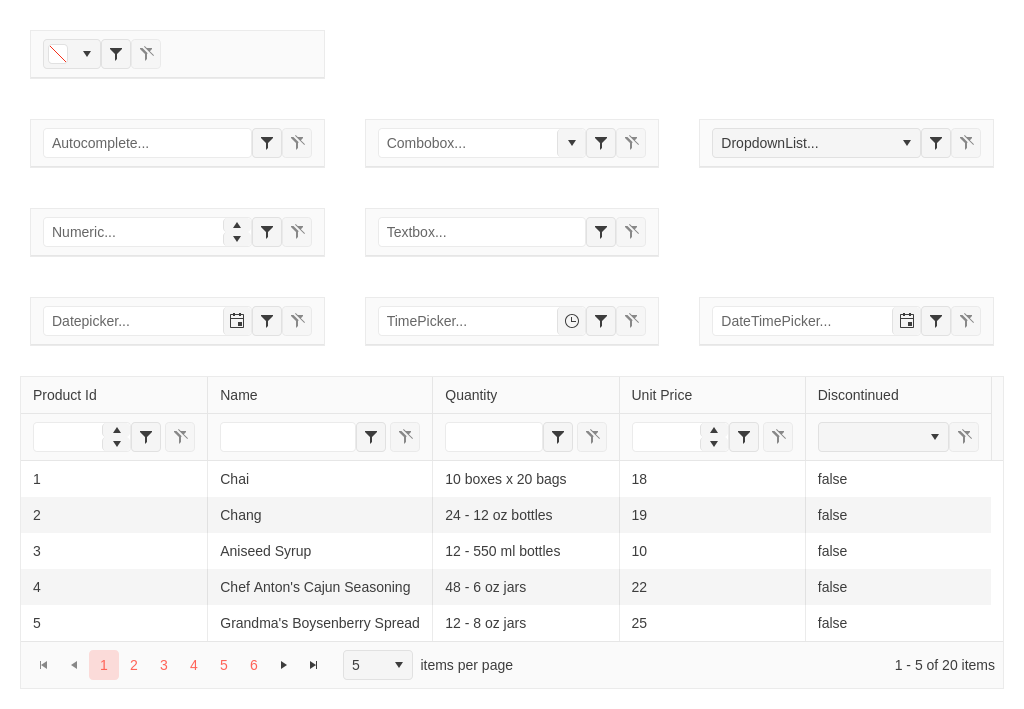 Autocomplete... Combobox... DropdownList...
Numeric... Textbox...
Datepicker... TimePicker... DateTimePicker...
Product Id Name Quantity Unit Price Discontinued
1 Chai 10 boxes x 20 bags 18 false
2 Chang 24 - 12 oz bottles 19 false
3 Aniseed Syrup 12 - 550 ml bottles 10 false
4 Chef Anton's Cajun Seasoning 48 - 6 oz jars 22 false
5 Grandma's Boysenberry Spread 12 - 8 oz jars 25 false
1 2 3 4 5 6 5 items per page 1 - 5 of 20 items